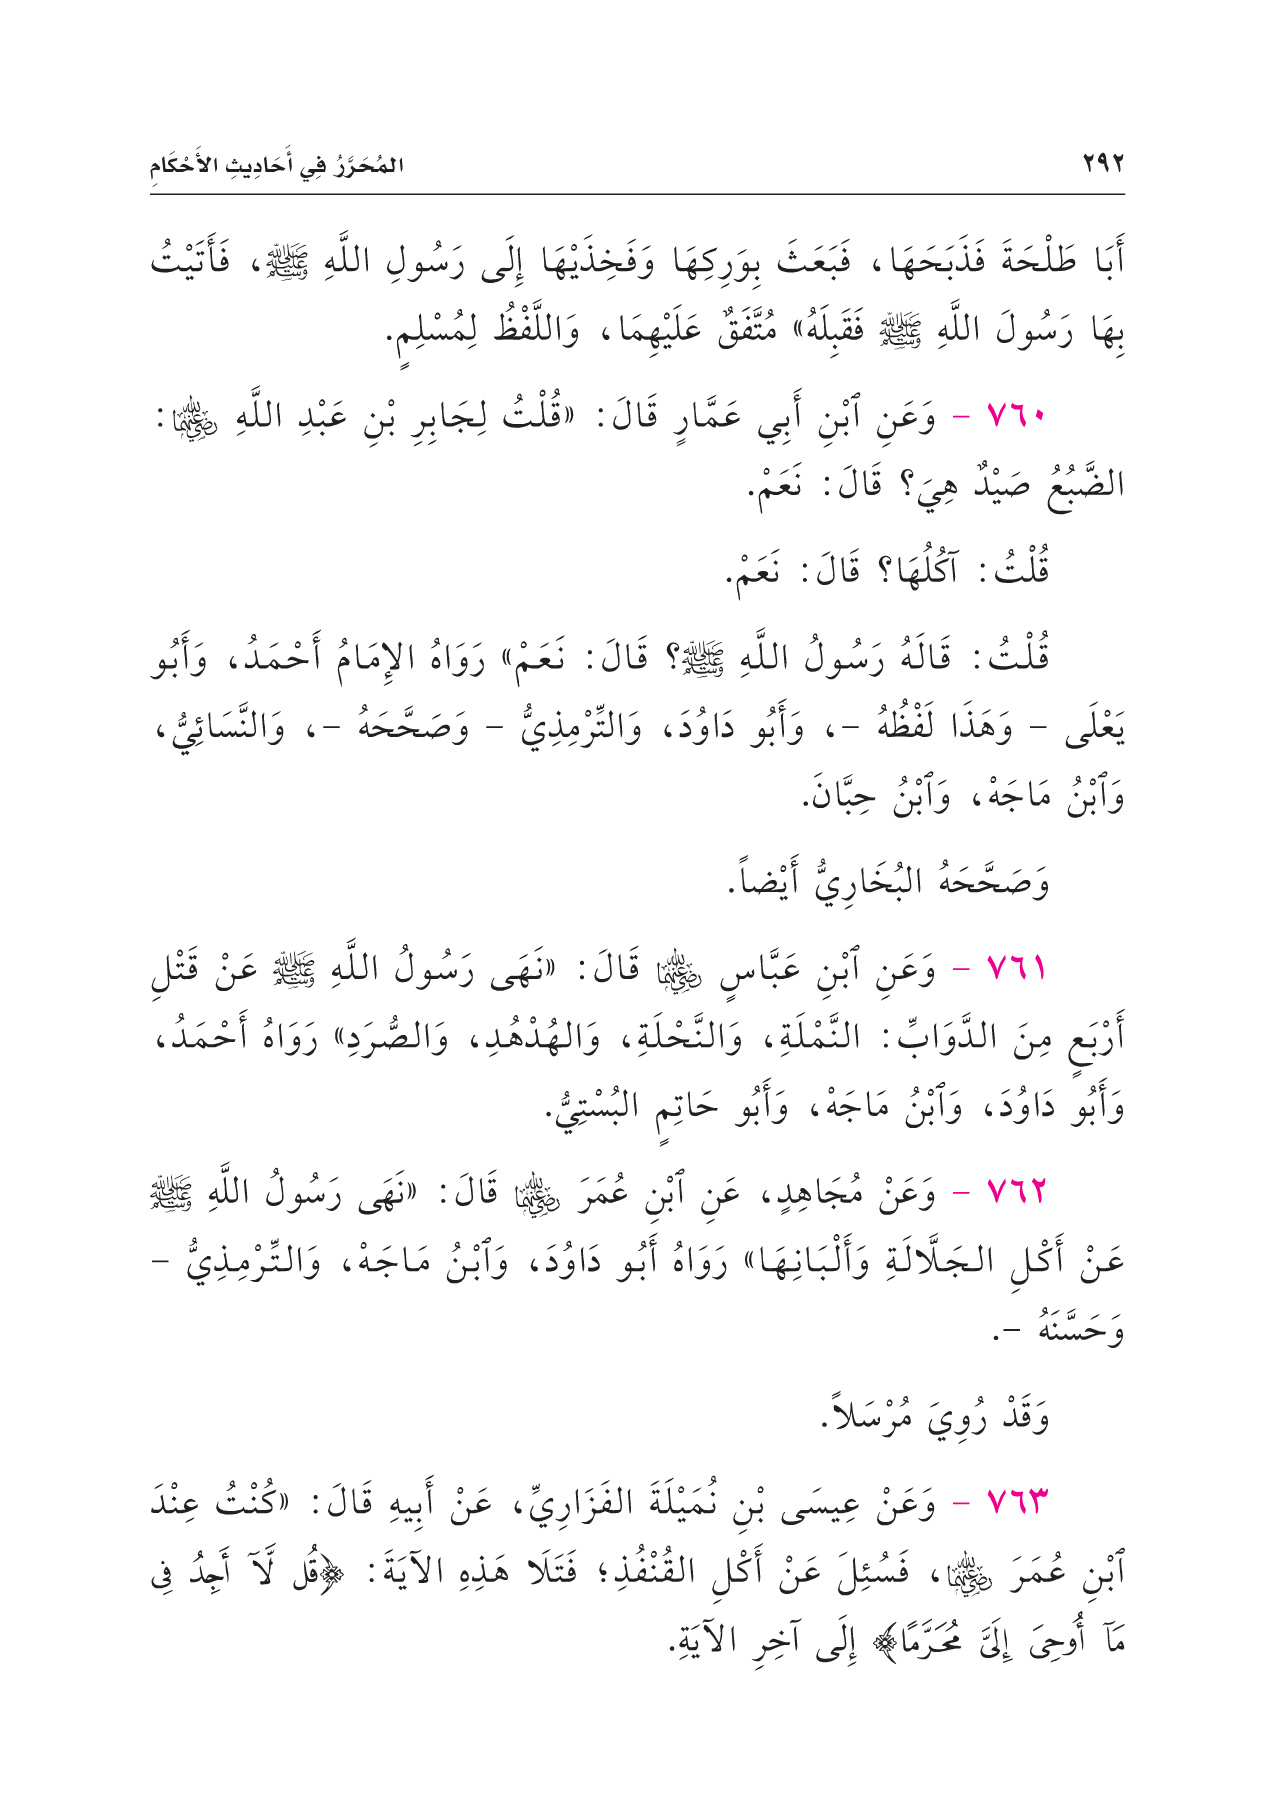 ٢٩٢ المُحَرَّرُ فِي أَحَادِيثِ الأَحْكَامِ
أَبَا طَلْحَةَ فَذَبَحَهَا، فَبَعَثَ بِوَرِكِهَا وَفَخِذَيْهَا إِلَى رَسُولِ اللَّهِ ﷺ، فَأَتَيْتُ
بِهَا رَسُولَ اللَّهِ ﷺ فَقَبِلَهُ» مُتَّفَقٌ عَلَيْهِمَا، وَاللَّفْظُ لِمُسْلِمٍ.
٧٦٠ - وَعَنِ ٱبْنِ أَبِي عَمَّارٍ قَالَ: «قُلْتُ لِجَابِرِ بْنِ عَبْدِ اللَّهِ رضي الله عنهما:
الضَّبُعُ صَيْدٌ هِيَ؟ قَالَ: نَعَمْ.
قُلْتُ: آكُلُهَا؟ قَالَ: نَعَمْ.
قُلْتُ: قَالَهُ رَسُولُ اللَّهِ ﷺ؟ قَالَ: نَعَمْ» رَوَاهُ الإِمَامُ أَحْمَدُ، وَأَبُو
يَعْلَى - وَهَذَا لَفْظُهُ -، وَأَبُو دَاوُدَ، وَالتِّرْمِذِيُّ - وَصَحَّحَهُ -، وَالنَّسَائِيُّ،
وَٱبْنُ مَاجَهْ، وَٱبْنُ حِبَّانَ.
وَصَحَّحَهُ البُخَارِيُّ أَيْضاً.
٧٦١ - وَعَنِ ٱبْنِ عَبَّاسٍ رضي الله عنهما قَالَ: «نَهَى رَسُولُ اللَّهِ ﷺ عَنْ قَتْلِ
أَرْبَعٍ مِنَ الدَّوَابِّ: النَّمْلَةِ، وَالنَّحْلَةِ، وَالهُدْهُدِ، وَالصُّرَدِ» رَوَاهُ أَحْمَدُ،
وَأَبُو دَاوُدَ، وَٱبْنُ مَاجَهْ، وَأَبُو حَاتِمٍ البُسْتِيُّ.
٧٦٢ - وَعَنْ مُجَاهِدٍ، عَنِ ٱبْنِ عُمَرَ رضي الله عنهما قَالَ: «نَهَى رَسُولُ اللَّهِ ﷺ
عَنْ أَكْلِ الجَلَّالَةِ وَأَلْبَانِهَا» رَوَاهُ أَبُو دَاوُدَ، وَٱبْنُ مَاجَهْ، وَالتِّرْمِذِيُّ -
وَحَسَّنَهُ -.
وَقَدْ رُوِيَ مُرْسَلاً.
٧٦٣ - وَعَنْ عِيسَى بْنِ نُمَيْلَةَ الفَزَارِيِّ، عَنْ أَبِيهِ قَالَ: «كُنْتُ عِنْدَ
ٱبْنِ عُمَرَ رضي الله عنهما، فَسُئِلَ عَنْ أَكْلِ القُنْفُذِ؛ فَتَلَا هَذِهِ الآيَةَ: ﴿قُل لَّآ أَجِدُ فِى
مَآ أُوحِىَ إِلَىَّ مُحَرَّمًا﴾ إِلَى آخِرِ الآيَةِ.